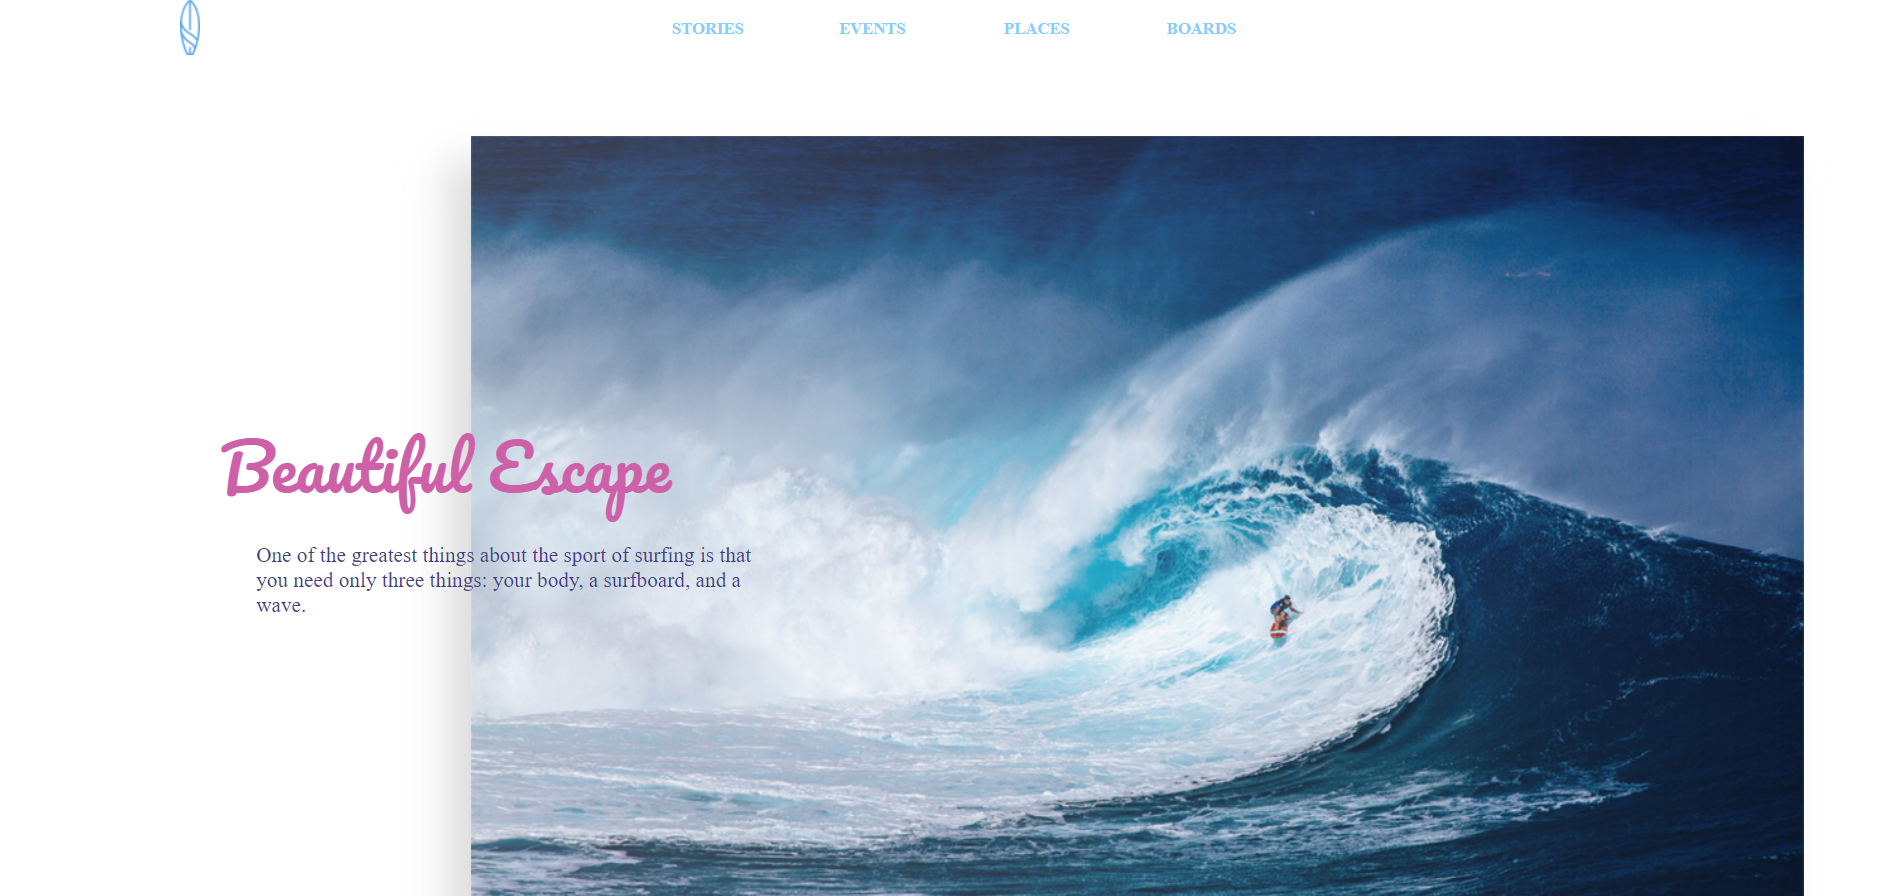 STORIES EVENTS PLACES BOARDS
Beautiful Escape
One of the greatest things about the sport of surfing is that
you need only three things: your body, a surfboard, and a
wave.